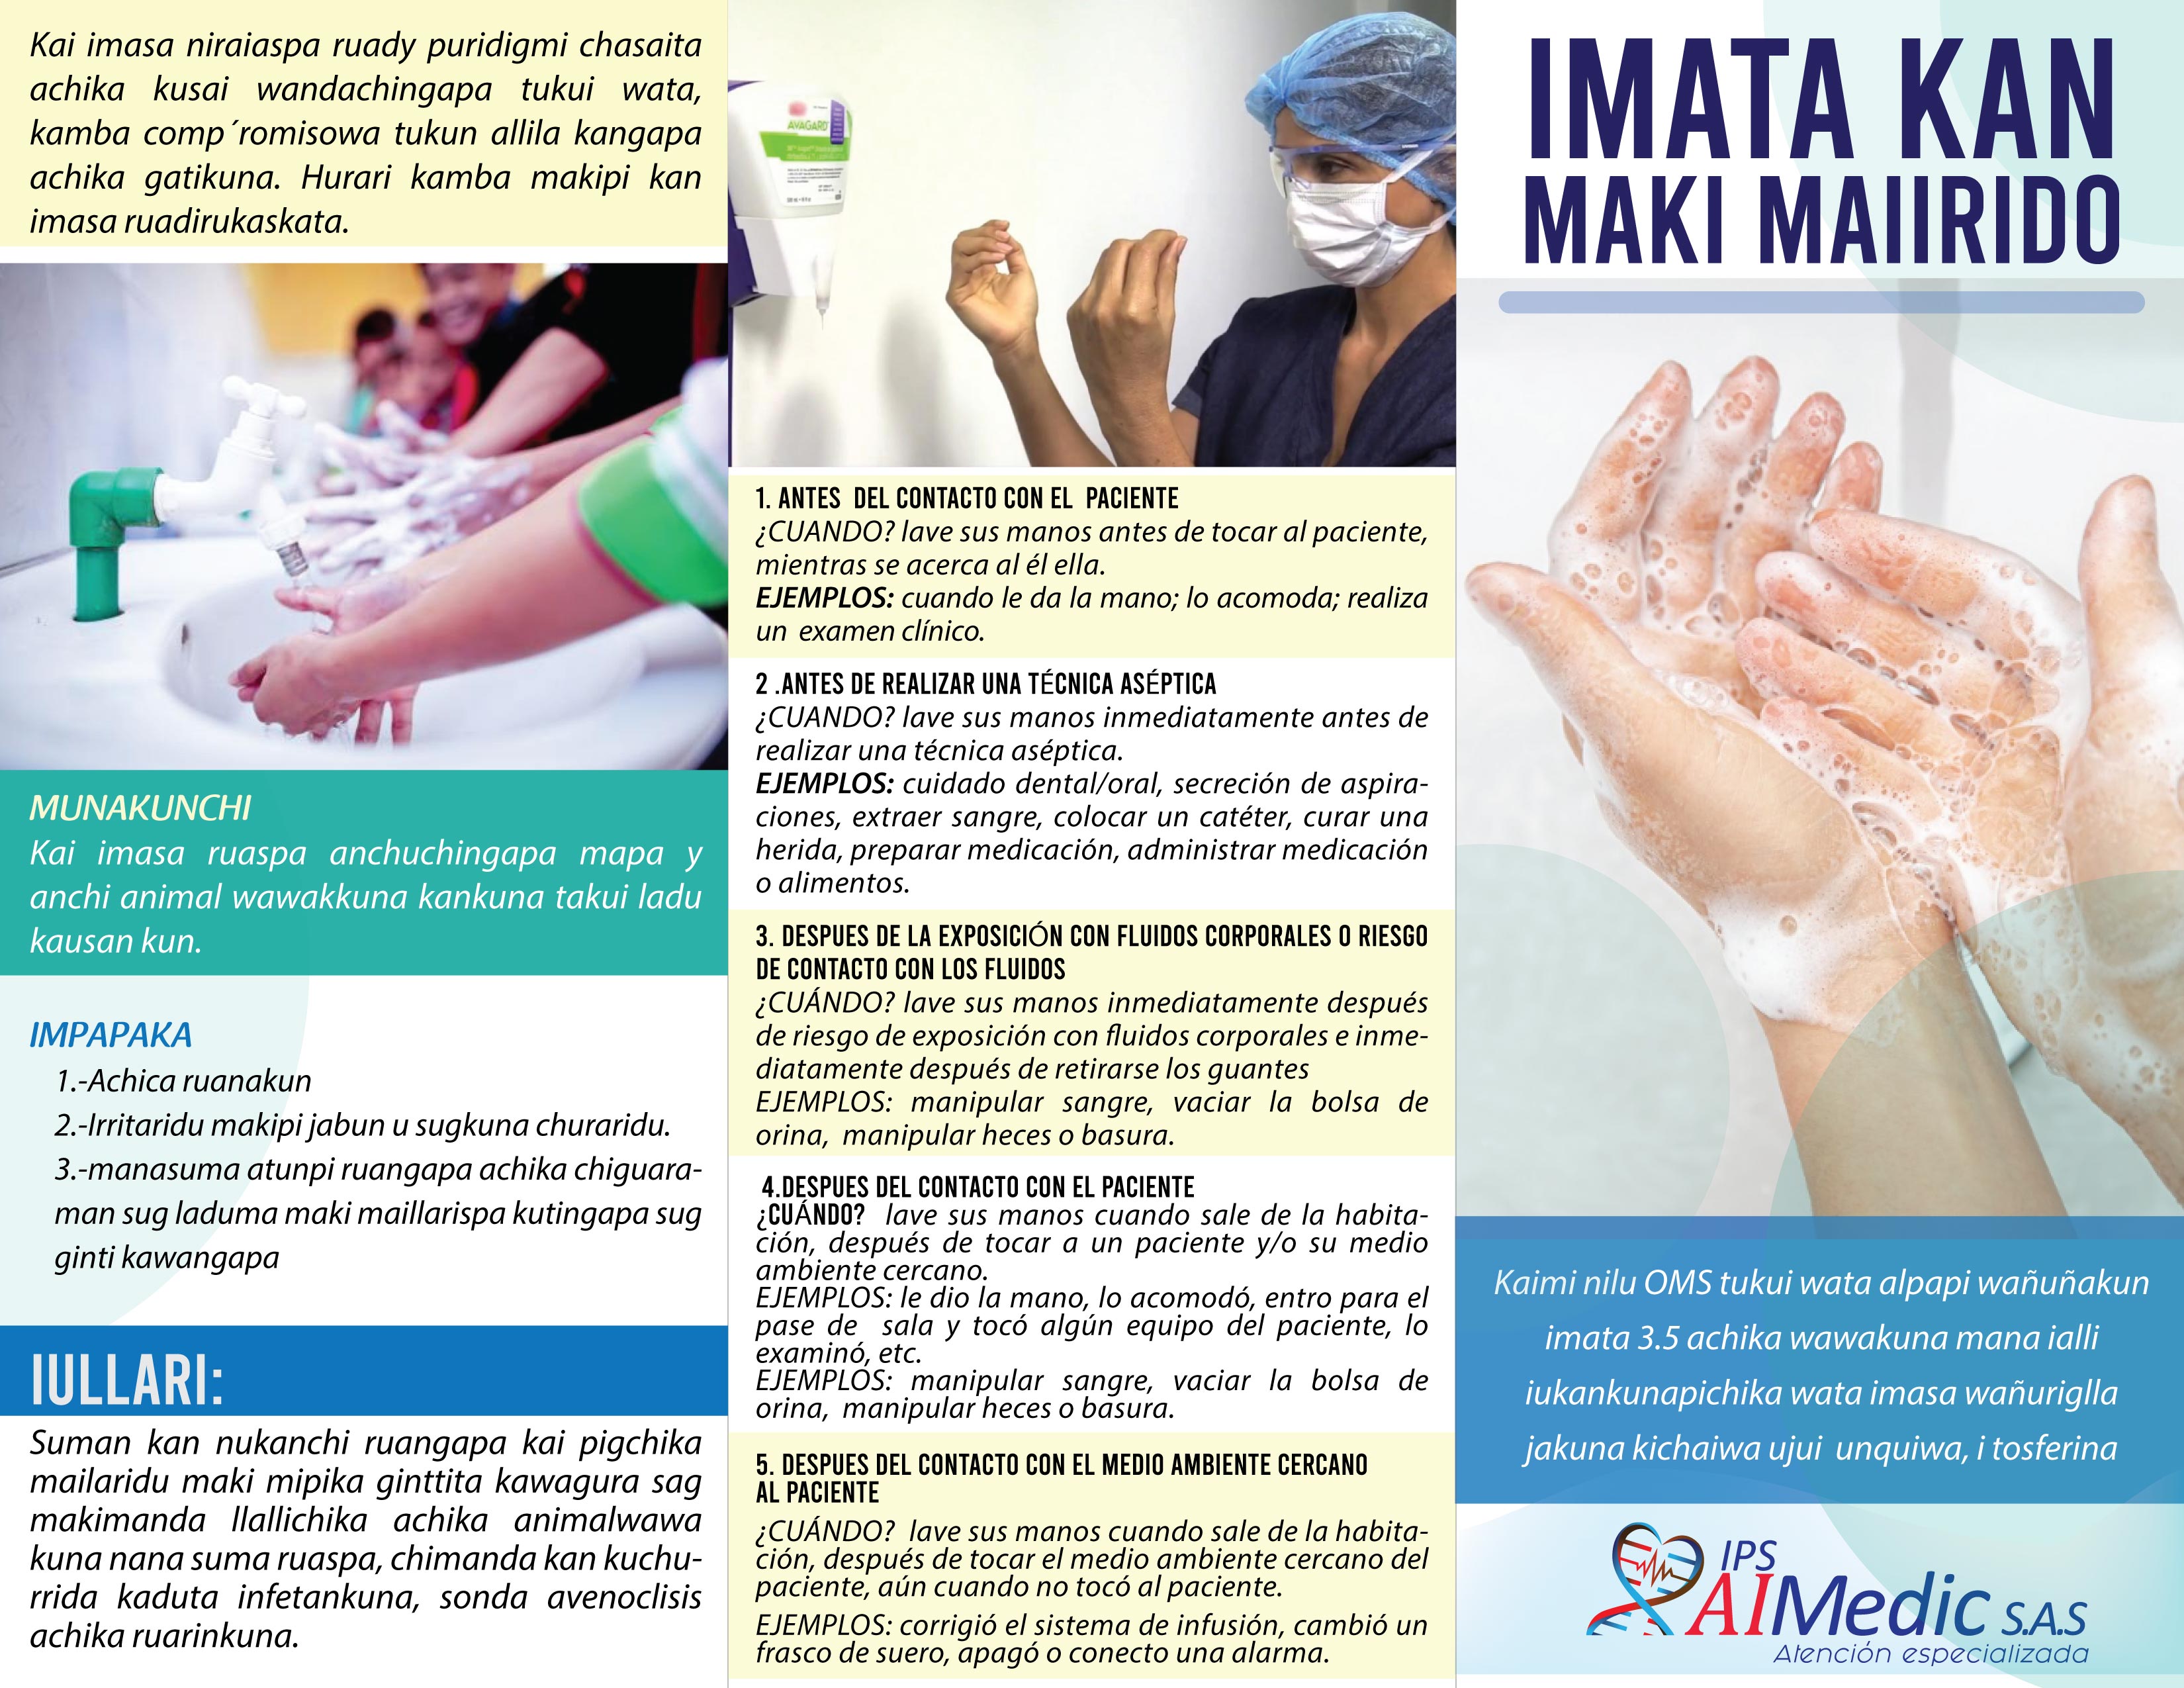 Kai imasa niraiaspa ruady puridigmi chasaita
achika kusai wandachingapa tukui wata,
kamba comp´romisowa tukun allila kangapa
achika gatikuna. Hurari kamba makipi kan
imasa ruadirukaskata.
MUNAKUNCHI
Kai imasa ruaspa anchuchingapa mapa y
anchi animal wawakkuna kankuna takui ladu
kausan kun.
IMPAPAKA
1.-Achica ruanakun
2.-Irritaridu makipi jabun u sugkuna churaridu.
3.-manasuma atunpi ruangapa achika chiguara-
man sug laduma maki maillarispa kutingapa sug
ginti kawangapa
IULLARI:
Suman kan nukanchi ruangapa kai pigchika
mailaridu maki mipika ginttita kawagura sag
makimanda llallichika achika animalwawa
kuna nana suma ruaspa, chimanda kan kuchu-
rrida kaduta infetankuna, sonda avenoclisis
achika ruarinkuna.
AVAGARD
1. ANTES DEL CONTACTO CON EL PACIENTE
¿CUANDO? lave sus manos antes de tocar al paciente,
mientras se acerca al él ella.
EJEMPLOS: cuando le da la mano; lo acomoda; realiza
un examen clínico.
2 .ANTES DE REALIZAR UNA TÉCNICA ASÉPTICA
¿CUANDO? lave sus manos inmediatamente antes de
realizar una técnica aséptica.
EJEMPLOS: cuidado dental/oral, secreción de aspira-
ciones, extraer sangre, colocar un catéter, curar una
herida, preparar medicación, administrar medicación
o alimentos.
3. DESPUES DE LA EXPOSICIÓN CON FLUIDOS CORPORALES O RIESGO
DE CONTACTO CON LOS FLUIDOS
¿CUÁNDO? lave sus manos inmediatamente después
de riesgo de exposición con fluidos corporales e inme-
diatamente después de retirarse los guantes
EJEMPLOS: manipular sangre, vaciar la bolsa de
orina, manipular heces o basura.
4.DESPUES DEL CONTACTO CON EL PACIENTE
¿CUÁNDO? lave sus manos cuando sale de la habita-
ción, después de tocar a un paciente y/o su medio
ambiente cercano.
EJEMPLOS: le dio la mano, lo acomodó, entro para el
pase de sala y tocó algún equipo del paciente, lo
examinó, etc.
EJEMPLOS: manipular sangre, vaciar la bolsa de
orina, manipular heces o basura.
5. DESPUES DEL CONTACTO CON EL MEDIO AMBIENTE CERCANO
AL PACIENTE
¿CUÁNDO? lave sus manos cuando sale de la habita-
ción, después de tocar el medio ambiente cercano del
paciente, aún cuando no tocó al paciente.
EJEMPLOS: corrigió el sistema de infusión, cambió un
frasco de suero, apagó o conecto una alarma.
IMATA KAN
MAKI MAIIRIDO
Kaimi nilu OMS tukui wata alpapi wañuñakun
imata 3.5 achika wawakuna mana ialli
iukankunapichika wata imasa wañuriglla
jakuna kichaiwa ujui unquiwa, i tosferina
IPS
AIMedic S.A.S
Atención especializada